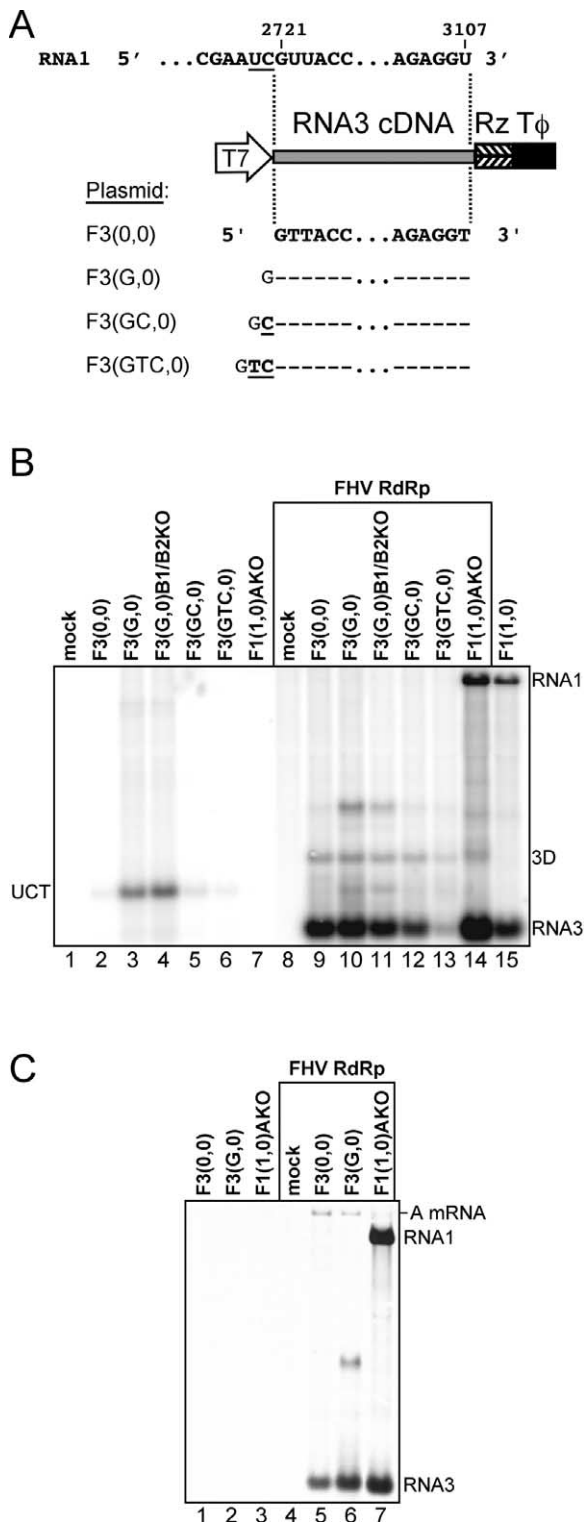 A
2721 3107
RNA1 5′ ...CGAAUCGUUACC...AGAGGU 3′
RNA3 cDNA Rz Tϕ
T7
Plasmid:
F3(0,0) 5' GTTACC...AGAGGT 3'
F3(G,0) G------...------
F3(GC,0) GC------...------
F3(GTC,0) GTC------...------
B
FHV RdRp
mock F3(0,0) F3(G,0) F3(G,0)B1/B2KO F3(GC,0) F3(GTC,0) F1(1,0)AKO mock F3(0,0) F3(G,0) F3(G,0)B1/B2KO F3(GC,0) F3(GTC,0) F1(1,0)AKO F1(1,0)
RNA1
3D
UCT
RNA3
1 2 3 4 5 6 7 8 9 10 11 12 13 14 15
C
FHV RdRp
F3(0,0) F3(G,0) F1(1,0)AKO mock F3(0,0) F3(G,0) F1(1,0)AKO
A mRNA
RNA1
RNA3
1 2 3 4 5 6 7